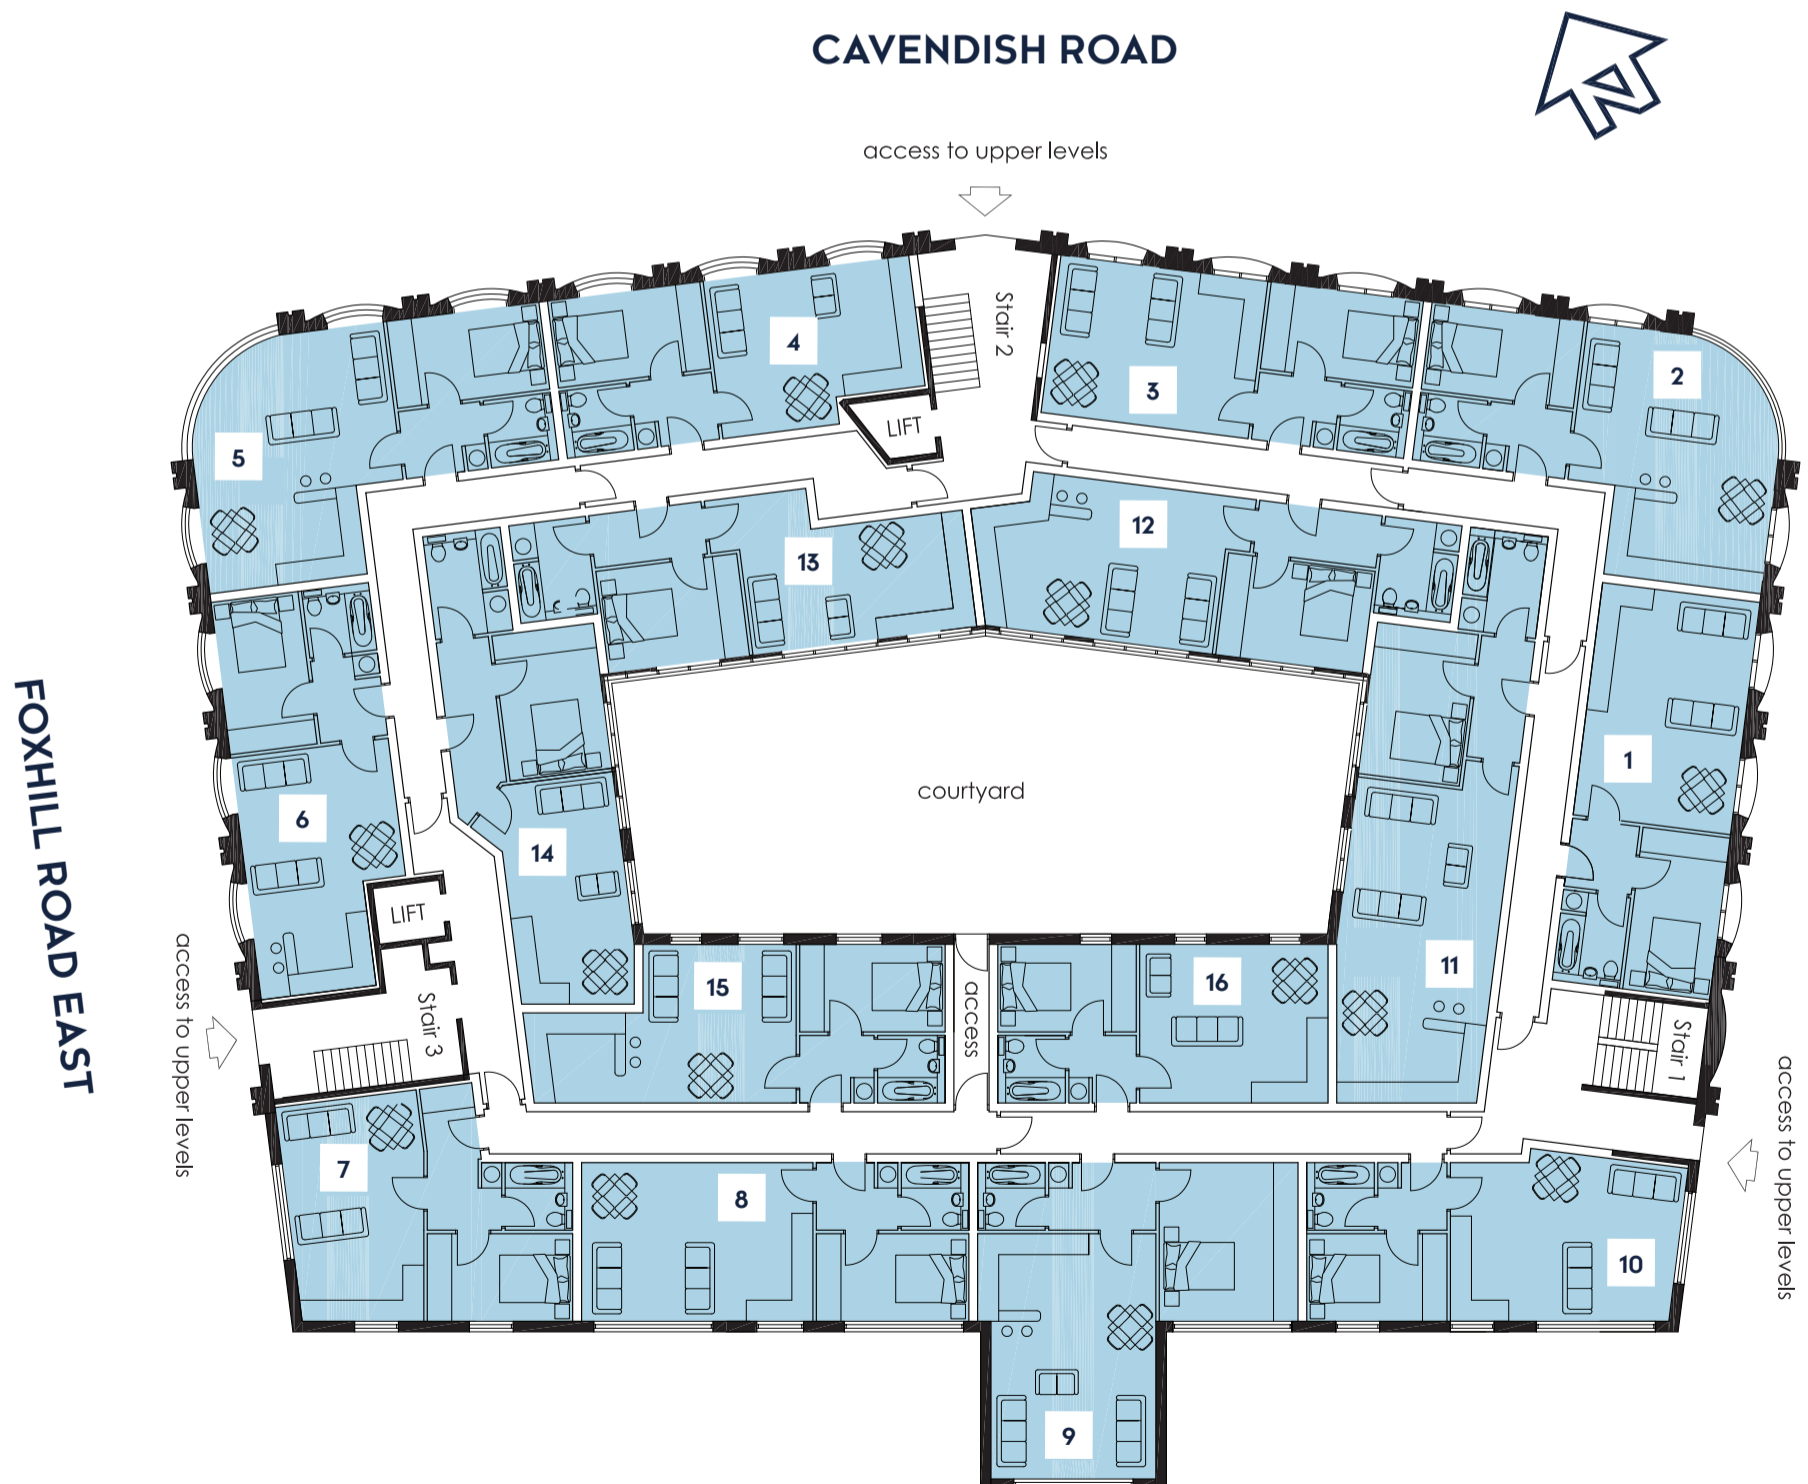 CAVENDISH ROAD
N
access to upper levels
Stair 2
4
3
2
5
LIFT
12
13
FOXHILL ROAD EAST
courtyard
1
6
14
LIFT
11
access to upper levels
Stair 3
15
access
16
Stair 1
access to upper levels
7
8
10
9